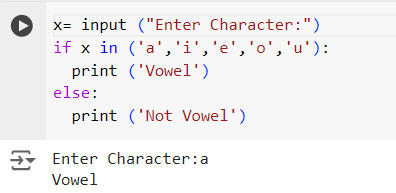 x= input ("Enter Character:")
if x in ('a','i','e','o','u'):
  print ('Vowel')
else:
  print ('Not Vowel')
Enter Character:a
Vowel